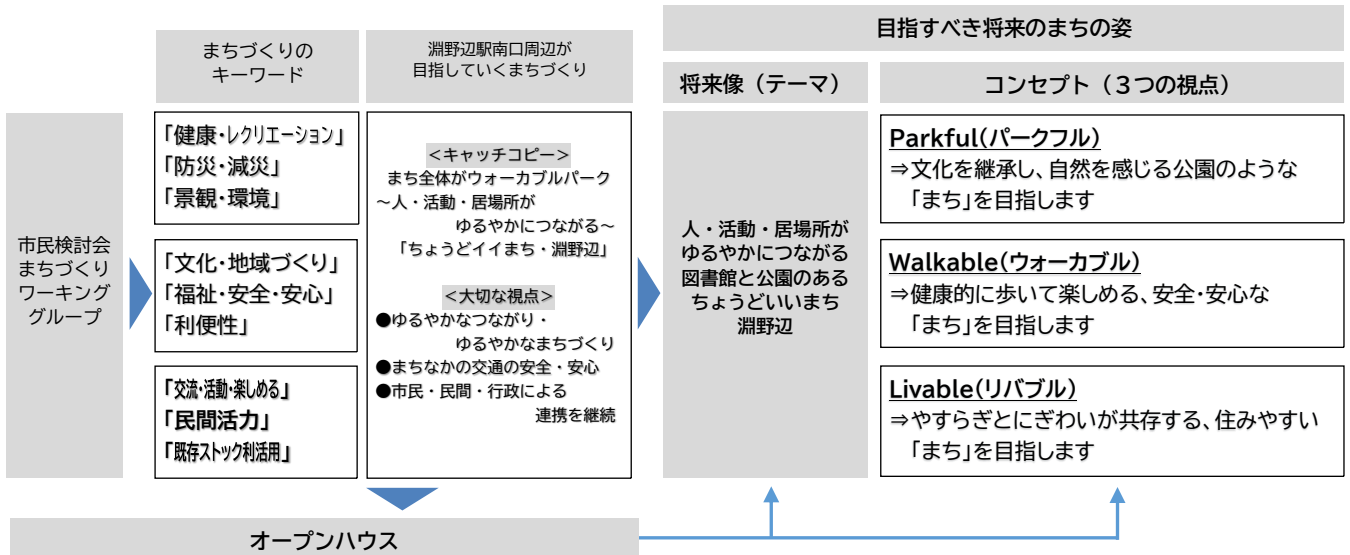 目指すべき将来のまちの姿
まちづくりの
キーワード
淵野辺駅南口周辺が
目指していくまちづくり
将来像（テーマ）
コンセプト（３つの視点）
市民検討会
まちづくり
ワーキング
グループ
「健康・レクリエーション」
「防災・減災」
「景観・環境」
「文化・地域づくり」
「福祉・安全・安心」
「利便性」
「交流・活動・楽しめる」
「民間活力」
「既存ストック利活用」
＜キャッチコピー＞
まち全体がウォーカブルパーク
～人・活動・居場所が
ゆるやかにつながる～
「ちょうどイイまち・淵野辺」
＜大切な視点＞
●ゆるやかなつながり・
ゆるやかなまちづくり
●まちなかの交通の安全・安心
●市民・民間・行政による
連携を継続
人・活動・居場所が
ゆるやかにつながる
図書館と公園のある
ちょうどいいまち
淵野辺
Parkful(パークフル)
⇒文化を継承し、自然を感じる公園のような
「まち」を目指します
Walkable(ウォーカブル)
⇒健康的に歩いて楽しめる、安全・安心な
「まち」を目指します
Livable(リバブル)
⇒やすらぎとにぎわいが共存する、住みやすい
「まち」を目指します
オープンハウス